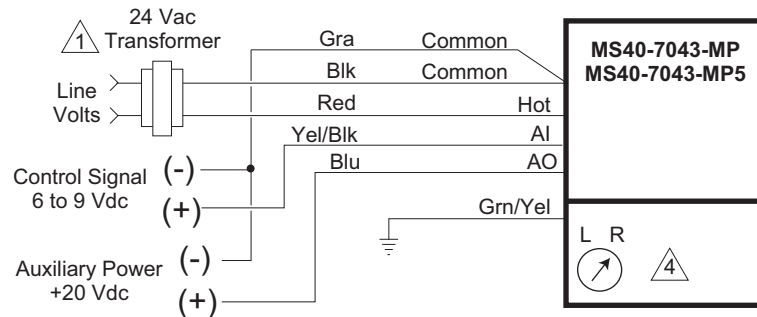 24 Vac
1 Transformer
Gra Common
Blk Common
Line
Volts
Red Hot
Yel/Blk AI
Blu AO
Control Signal (-)
6 to 9 Vdc (+)
Grn/Yel
Auxiliary Power (-)
+20 Vdc (+)
MS40-7043-MP
MS40-7043-MP5
L R
4